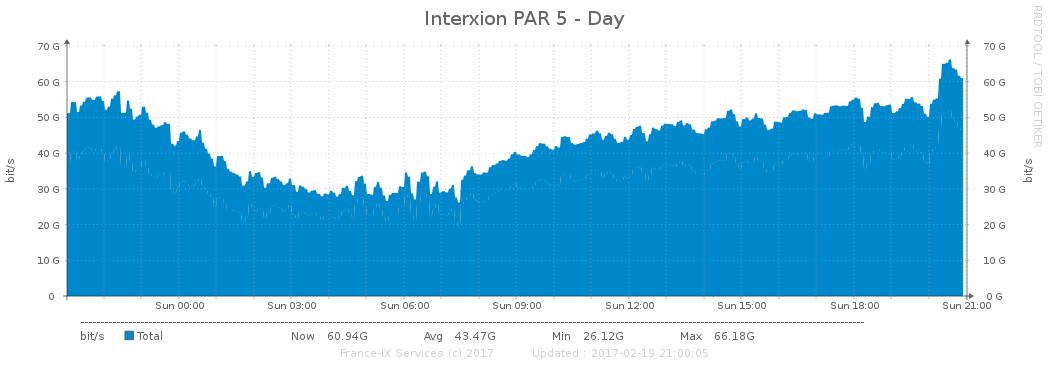 Interxion PAR 5 - Day
RRDTOOL / TOBI OETIKER
bit/s
bit/s
70 G 70 G
60 G 60 G
50 G 50 G
40 G 40 G
30 G 30 G
20 G 20 G
10 G 10 G
0 0 G
Sun 00:00 Sun 03:00 Sun 06:00 Sun 09:00 Sun 12:00 Sun 15:00 Sun 18:00 Sun 21:00
bit/s Total Now 60.94G Avg 43.47G Min 26.12G Max 66.18G
France-IX Services (c) 2017 Updated : 2017-02-19 21:00:05